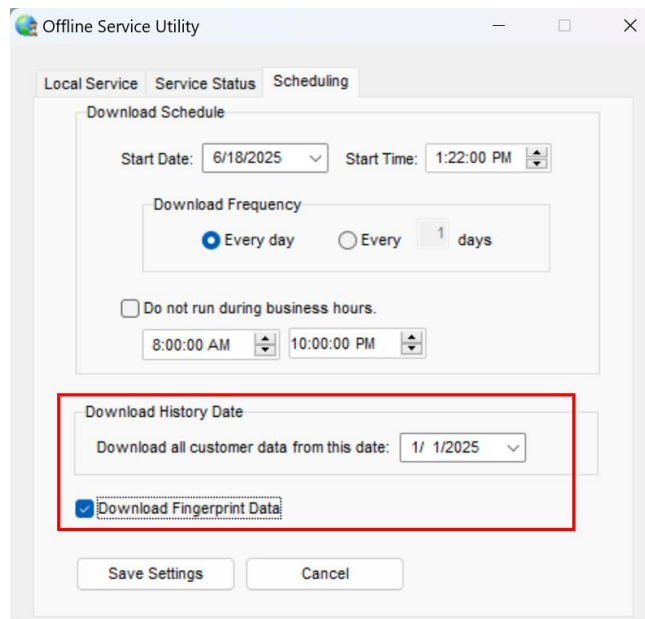 Offline Service Utility
Local Service Service Status Scheduling
Download Schedule
Start Date: 6/18/2025 Start Time: 1:22:00 PM
Download Frequency
Every day Every 1 days
Do not run during business hours.
8:00:00 AM 10:00:00 PM
Download History Date
Download all customer data from this date: 1/ 1/2025
Download Fingerprint Data
Save Settings Cancel